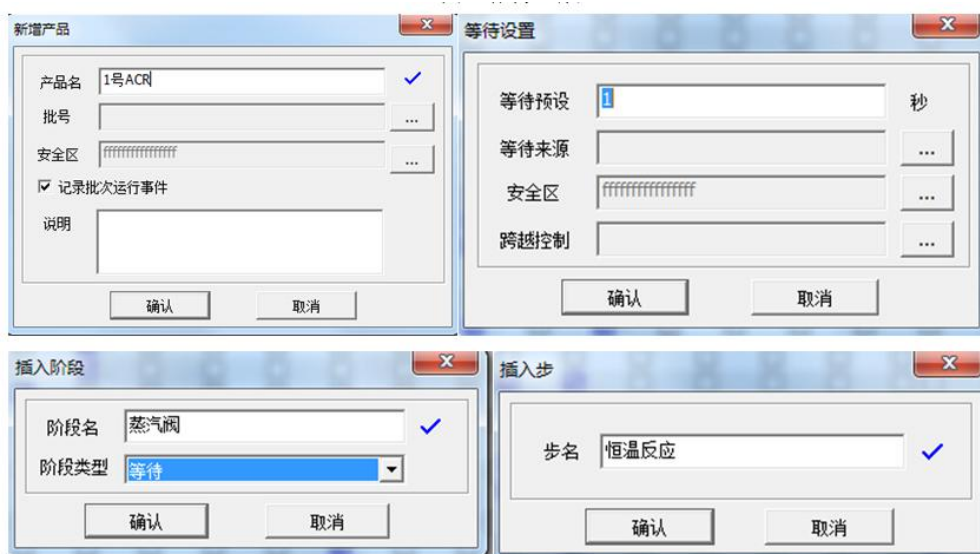 新增产品
产品名 1号ACR
批号 ...
安全区 ffffffffffffffff ...
记录批次运行事件
说明
确认 取消
等待设置
等待预设 1 秒
等待来源 ...
安全区 ffffffffffffffff ...
跨越控制 ...
确认 取消
插入阶段
阶段名 蒸汽阀
阶段类型 等待
确认 取消
插入步
步名 恒温反应
确认 取消